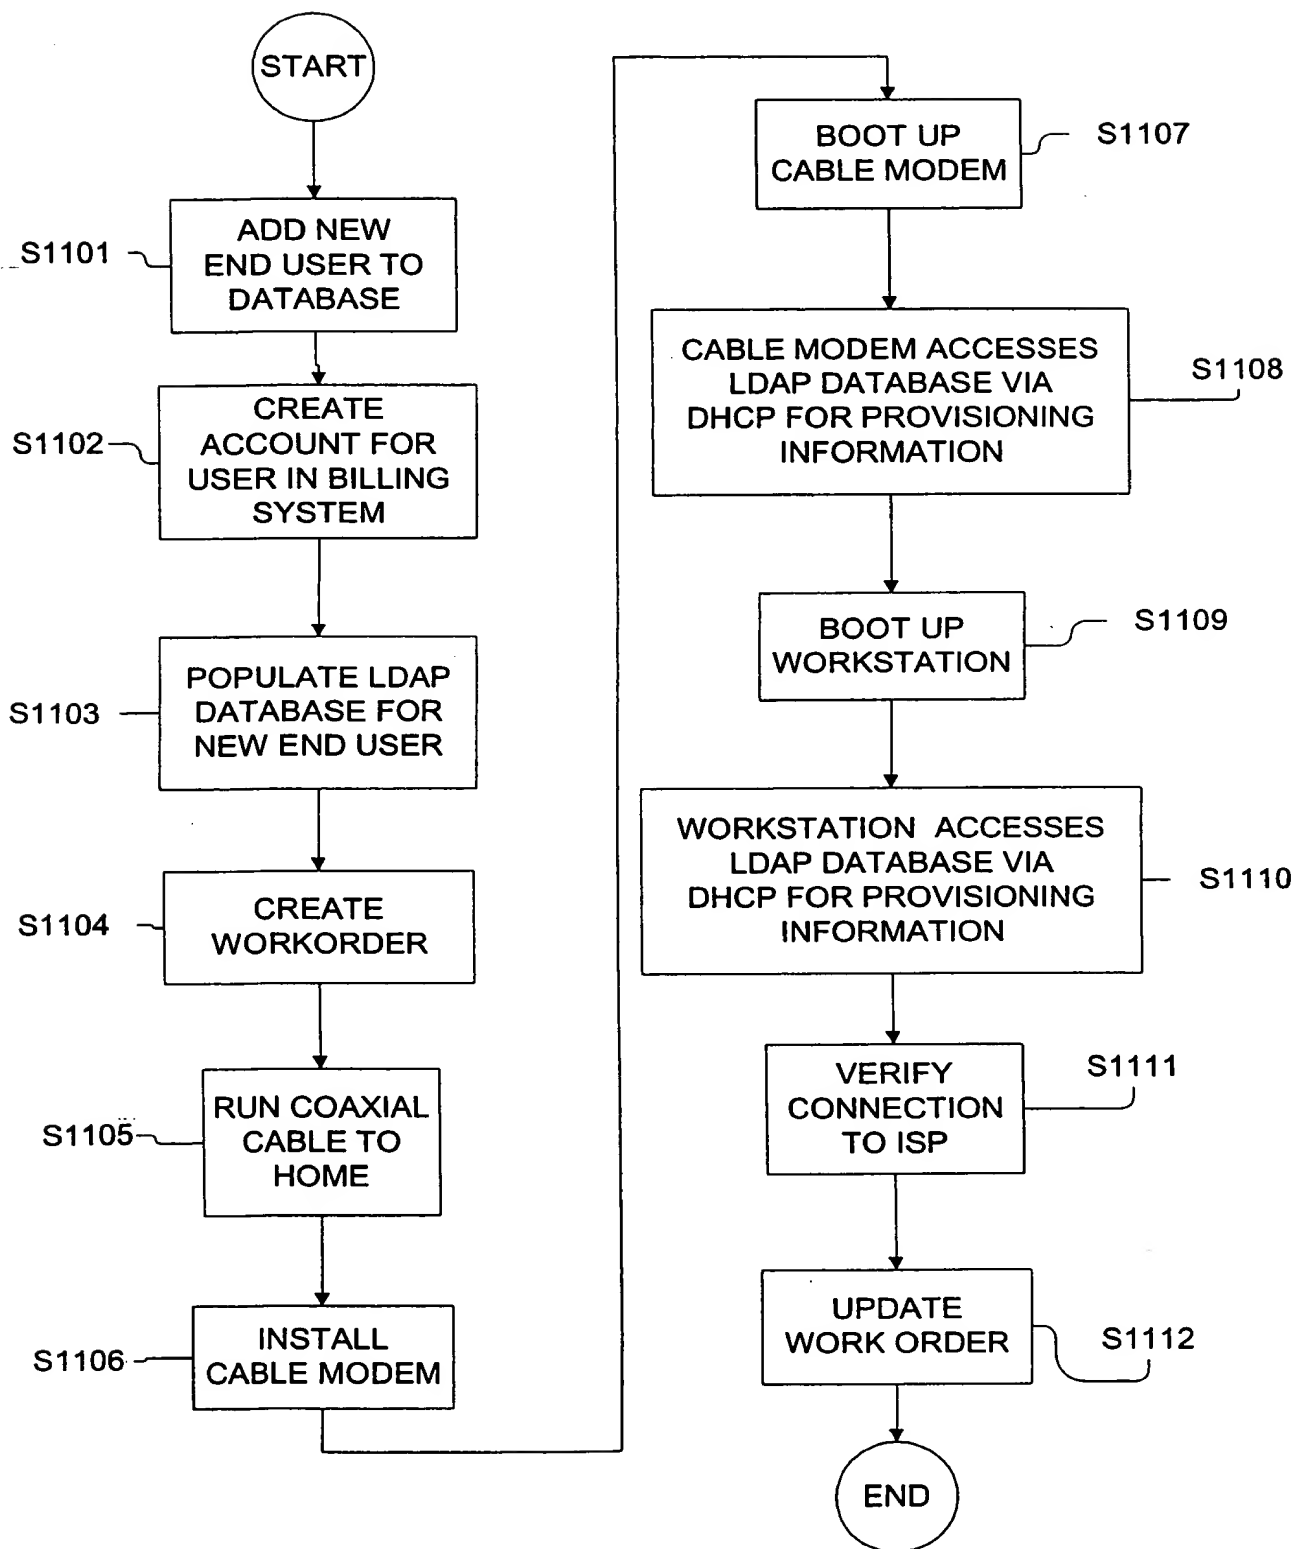 START
S1101
ADD NEW
END USER TO
DATABASE
S1102
CREATE
ACCOUNT FOR
USER IN BILLING
SYSTEM
S1103
POPULATE LDAP
DATABASE FOR
NEW END USER
S1104
CREATE
WORKORDER
S1105
RUN COAXIAL
CABLE TO
HOME
S1106
INSTALL
CABLE MODEM
BOOT UP
CABLE MODEM
S1107
CABLE MODEM ACCESSES
LDAP DATABASE VIA
DHCP FOR PROVISIONING
INFORMATION
S1108
BOOT UP
WORKSTATION
S1109
WORKSTATION ACCESSES
LDAP DATABASE VIA
DHCP FOR PROVISIONING
INFORMATION
S1110
VERIFY
CONNECTION
TO ISP
S1111
UPDATE
WORK ORDER
S1112
END